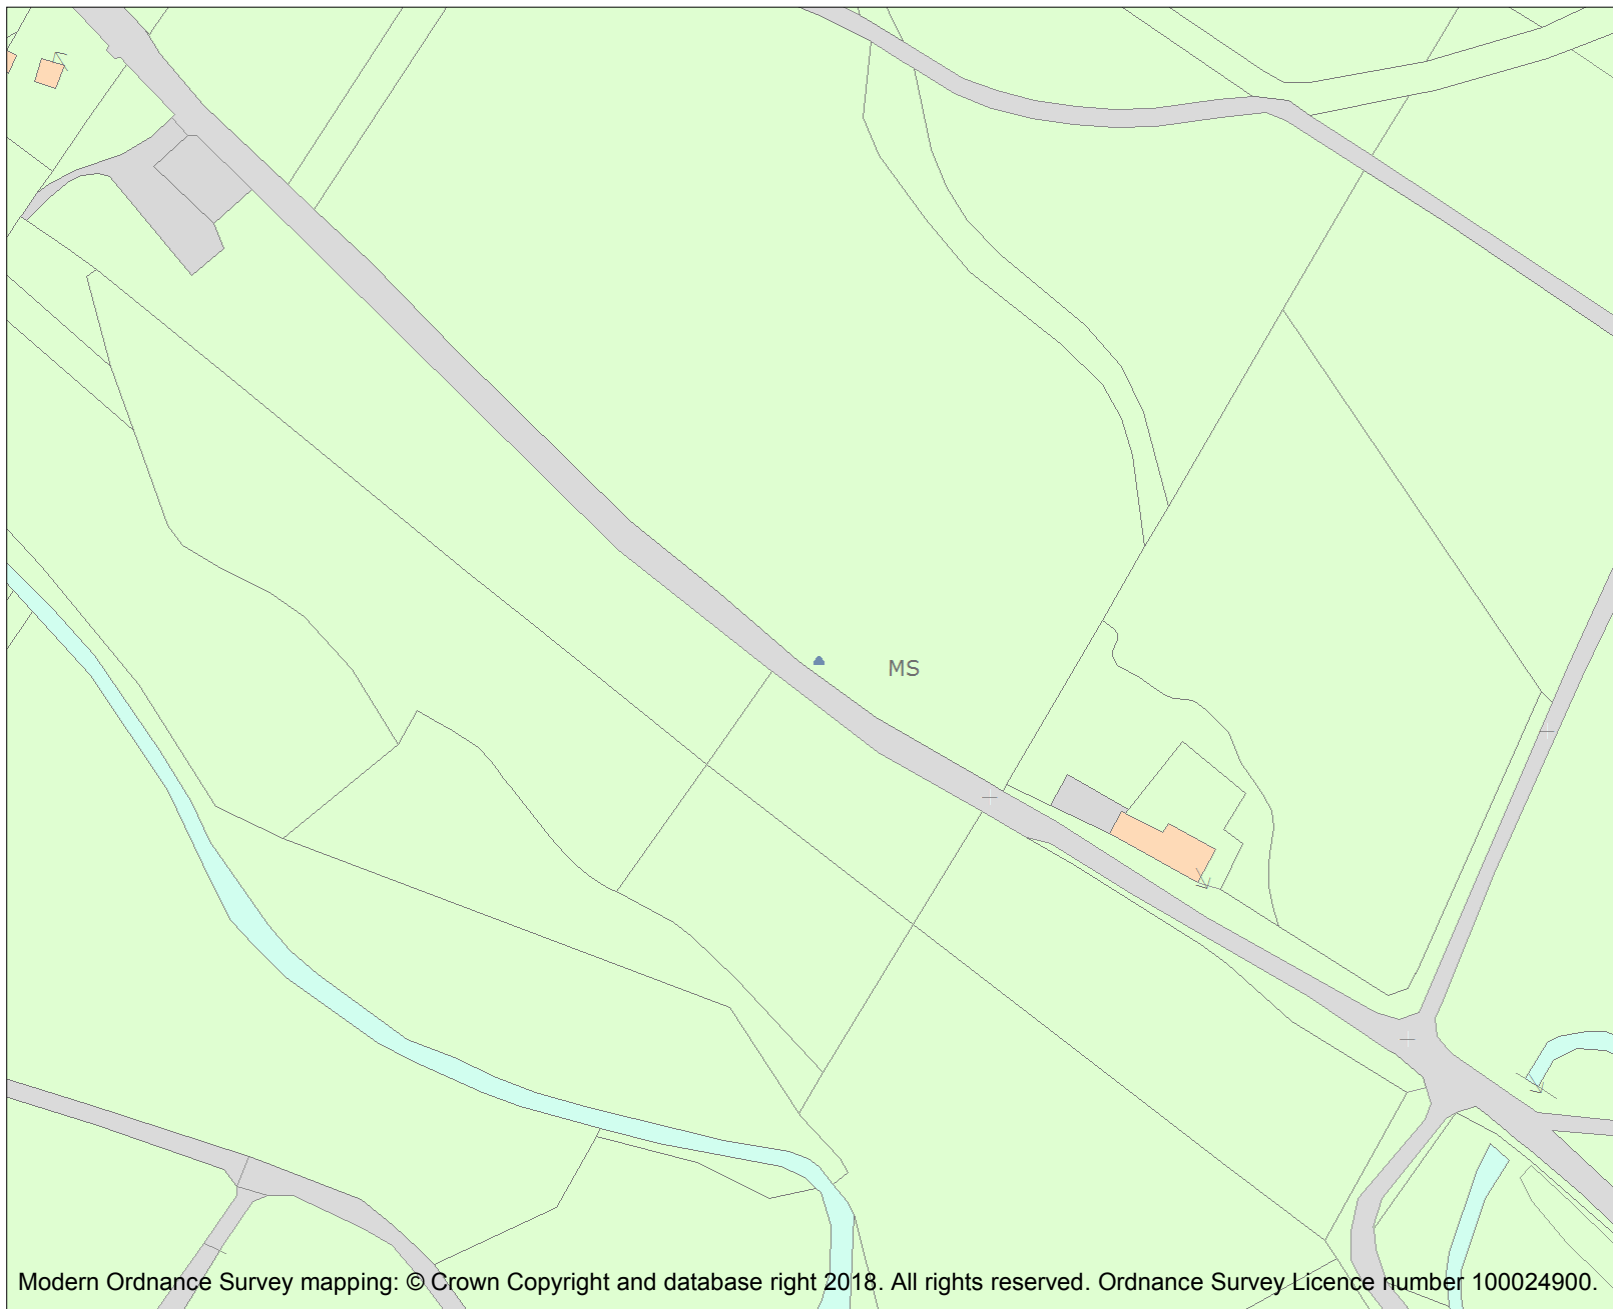 MS
Modern Ordnance Survey mapping: © Crown Copyright and database right 2018. All rights reserved. Ordnance Survey Licence number 100024900.